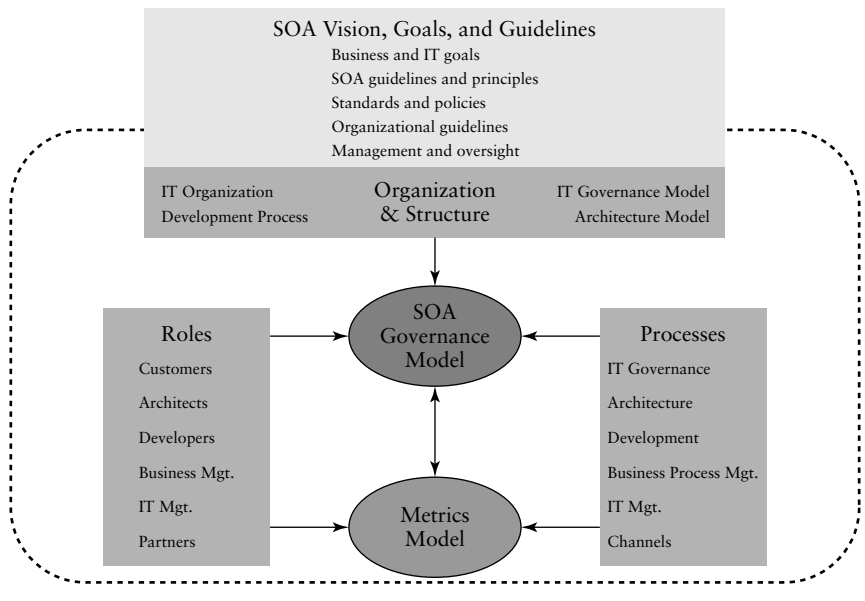 SOA Vision, Goals, and Guidelines
Business and IT goals
SOA guidelines and principles
Standards and policies
Organizational guidelines
Management and oversight
IT Organization
Development Process
Organization
& Structure
IT Governance Model
Architecture Model
SOA
Governance
Model
Roles
Customers
Architects
Developers
Business Mgt.
IT Mgt.
Partners
Processes
IT Governance
Architecture
Development
Business Process Mgt.
IT Mgt.
Channels
Metrics
Model